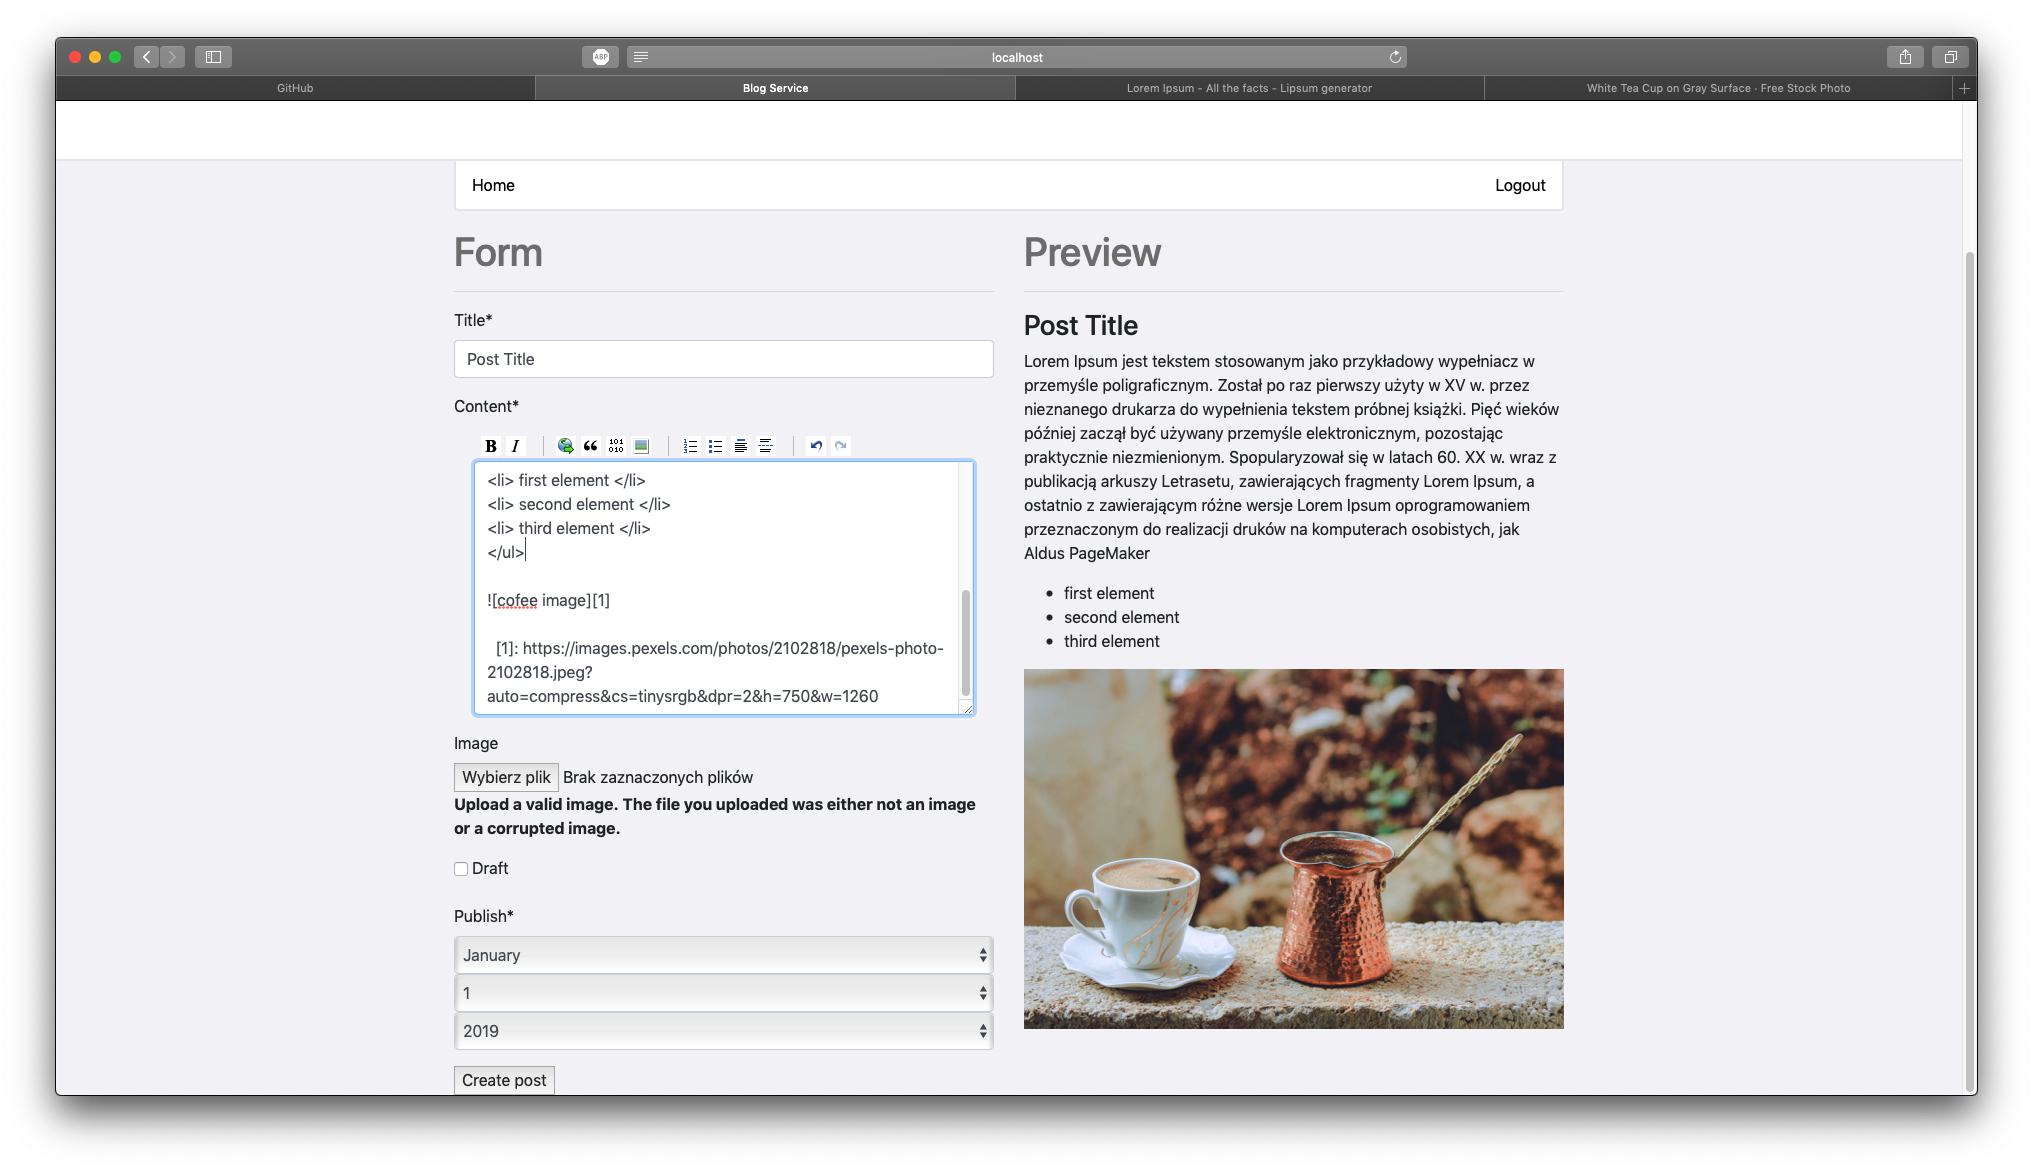 ABP
localhost
GitHub
Blog Service
Lorem Ipsum - All the facts - Lipsum generator
White Tea Cup on Gray Surface · Free Stock Photo
Home
Logout
Form
Title*
Post Title
Content*
B I
101
010
<li> first element </li>
<li> second element </li>
<li> third element </li>
</ul>
![cofee image][1]
[1]: https://images.pexels.com/photos/2102818/pexels-photo-
2102818.jpeg?
auto=compress&cs=tinysrgb&dpr=2&h=750&w=1260
Image
Wybierz plik Brak zaznaczonych plików
Upload a valid image. The file you uploaded was either not an image
or a corrupted image.
Draft
Publish*
January
1
2019
Create post
Preview
Post Title
Lorem Ipsum jest tekstem stosowanym jako przykładowy wypełniacz w
przemyśle poligraficznym. Został po raz pierwszy użyty w XV w. przez
nieznanego drukarza do wypełnienia tekstem próbnej książki. Pięć wieków
później zaczął być używany przemyśle elektronicznym, pozostając
praktycznie niezmienionym. Spopularyzował się w latach 60. XX w. wraz z
publikacją arkuszy Letrasetu, zawierających fragmenty Lorem Ipsum, a
ostatnio z zawierającym różne wersje Lorem Ipsum oprogramowaniem
przeznaczonym do realizacji druków na komputerach osobistych, jak
Aldus PageMaker
first element
second element
third element